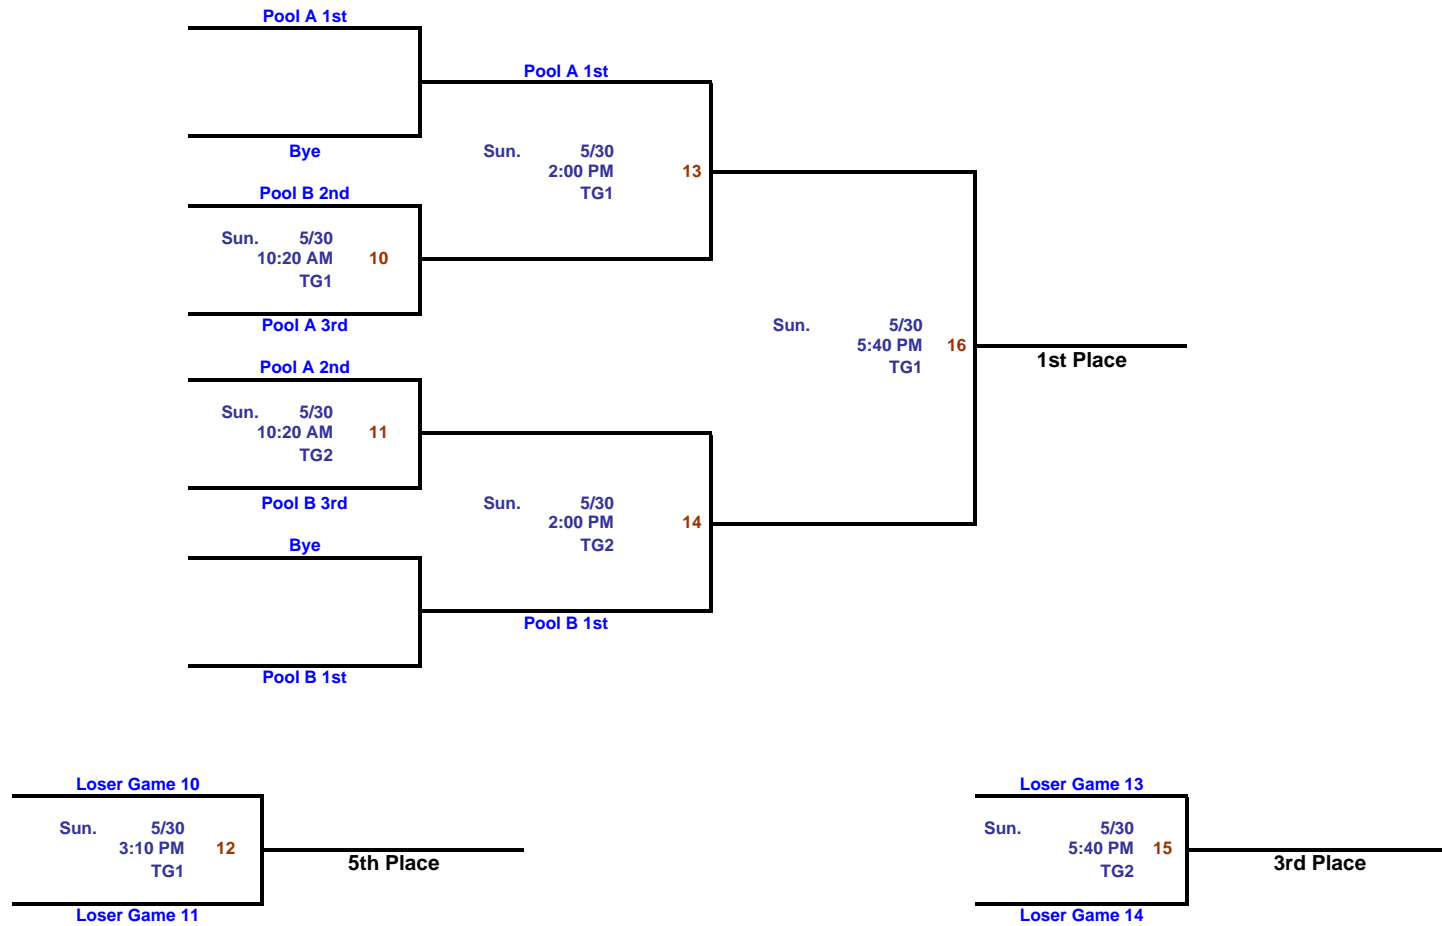 Pool A 1st
Pool A 1st
Bye
Sun. 5/30
2:00 PM 13
TG1
Pool B 2nd
Sun. 5/30
10:20 AM 10
TG1
Pool A 3rd
Sun. 5/30
5:40 PM 16
TG1
1st Place
Pool A 2nd
Sun. 5/30
10:20 AM 11
TG2
Pool B 3rd
Sun. 5/30
2:00 PM 14
TG2
Bye
Pool B 1st
Pool B 1st
Loser Game 10
Sun. 5/30
3:10 PM 12
TG1
5th Place
Loser Game 11
Loser Game 13
Sun. 5/30
5:40 PM 15
TG2
3rd Place
Loser Game 14